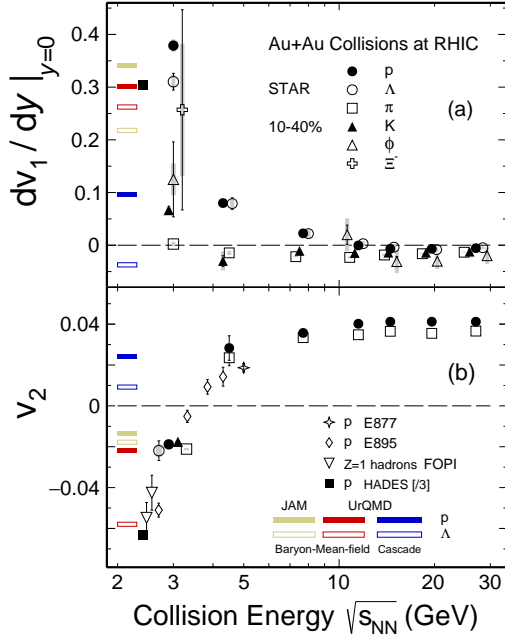 0.4
0.3
0.2
0.1
0
dv₁ / dy |y=0
Au+Au Collisions at RHIC
STAR
10-40%
p
Λ
π
K
ϕ
Ξ⁻
(a)
0.04
0
−0.04
v₂
(b)
p E877
p E895
Z=1 hadrons FOPI
p HADES [/3]
JAM UrQMD
p
Λ
Baryon-Mean-field Cascade
2 3 4 5 10 20 30
Collision Energy √sNN (GeV)